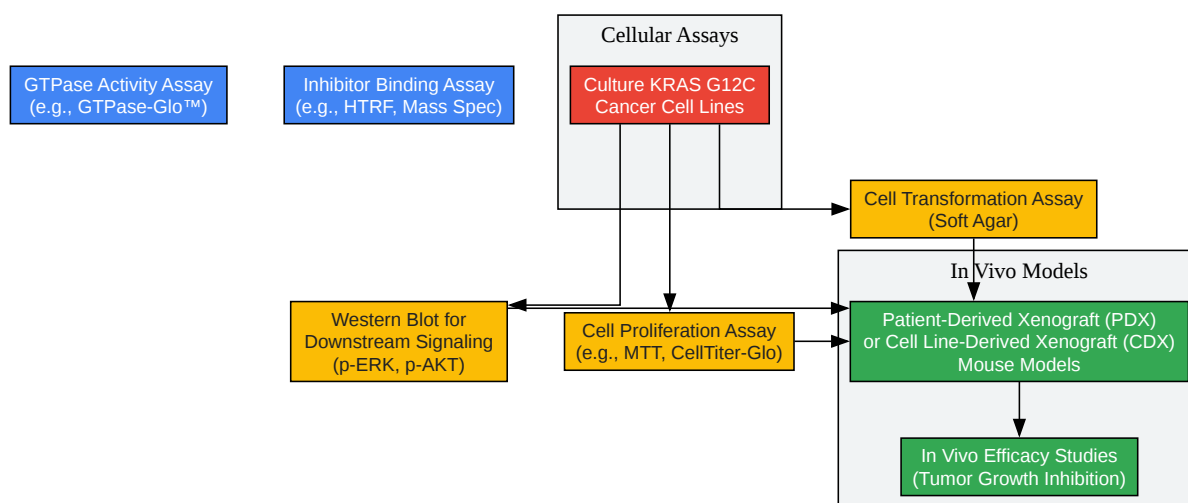 Cellular Assays
GTPase Activity Assay
(e.g., GTPase-Glo™)
Inhibitor Binding Assay
(e.g., HTRF, Mass Spec)
Culture KRAS G12C
Cancer Cell Lines
Cell Transformation Assay
(Soft Agar)
In Vivo Models
Western Blot for
Downstream Signaling
(p-ERK, p-AKT)
Cell Proliferation Assay
(e.g., MTT, CellTiter-Glo)
Patient-Derived Xenograft (PDX)
or Cell Line-Derived Xenograft (CDX)
Mouse Models
In Vivo Efficacy Studies
(Tumor Growth Inhibition)